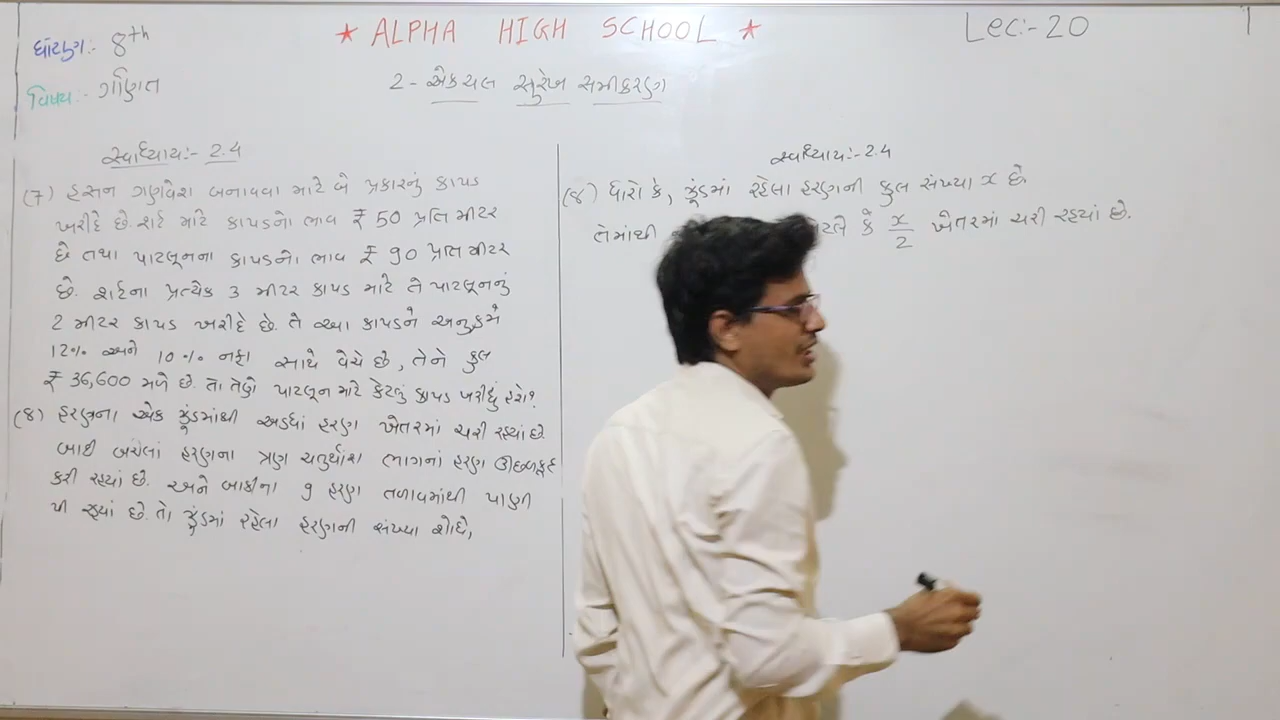 ધોરણ:- 8th
★ ALPHA HIGH SCHOOL ★
Lec:-20
વિષય:- ગણિત
2- એકચલ સુરેખ સમીકરણ
સ્વાધ્યાય:- 2.4
(7) હસન ગણવેશ બનાવવા માટે બે પ્રકારનું કાપડ
ખરીદે છે. શર્ટ માટે કાપડનો ભાવ ₹ 50 પ્રતિ મીટર
છે તથા પાટલૂનના કાપડનો ભાવ ₹ 90 પ્રતિ મીટર
છે. શર્ટના પ્રત્યેક 3 મીટર કાપડ માટે તે પાટલૂનનું
2 મીટર કાપડ ખરીદે છે. તે આ કાપડને અનુક્રમે
12% અને 10% નફા સાથે વેચે છે, તેને કુલ
₹ 36,600 મળે છે. તો તેણે પાટલૂન માટે કેટલું કાપડ ખરીદ્યું હશે?
(8) હરણના એક ઝૂંડમાંથી અડધાં હરણ ખેતરમાં ચરી રહ્યાં છે.
બાકી બચેલાં હરણના ત્રણ ચતુર્થાંશ ભાગનાં હરણ ઊછળકૂદ
કરી રહ્યાં છે. અને બાકીના 9 હરણ તળાવમાંથી પાણી
પી રહ્યાં છે. તો ઝૂંડમાં રહેલા હરણની સંખ્યા શોધો,
સ્વાધ્યાય:- 2.4
(8) ધારો કે, ઝૂંડમાં રહેલા હરણની કુલ સંખ્યા x છે.
તેમાંથી કે x/2 ખેતરમાં ચરી રહ્યાં છે.